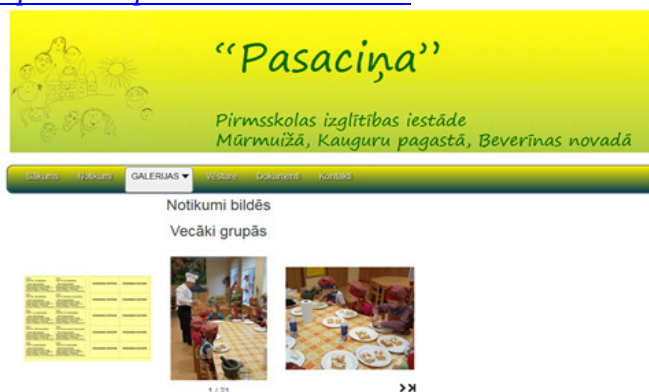 “Pasaciņa”
Pirmsskolas izglītības iestāde
Mūrmuižā, Kauguru pagastā, Beverīnas novadā
Sākums Notikumi GALERIJAS Vēsture Dokumenti Kontakti
Notikumi bildēs
Vecāki grupās
1 / 21